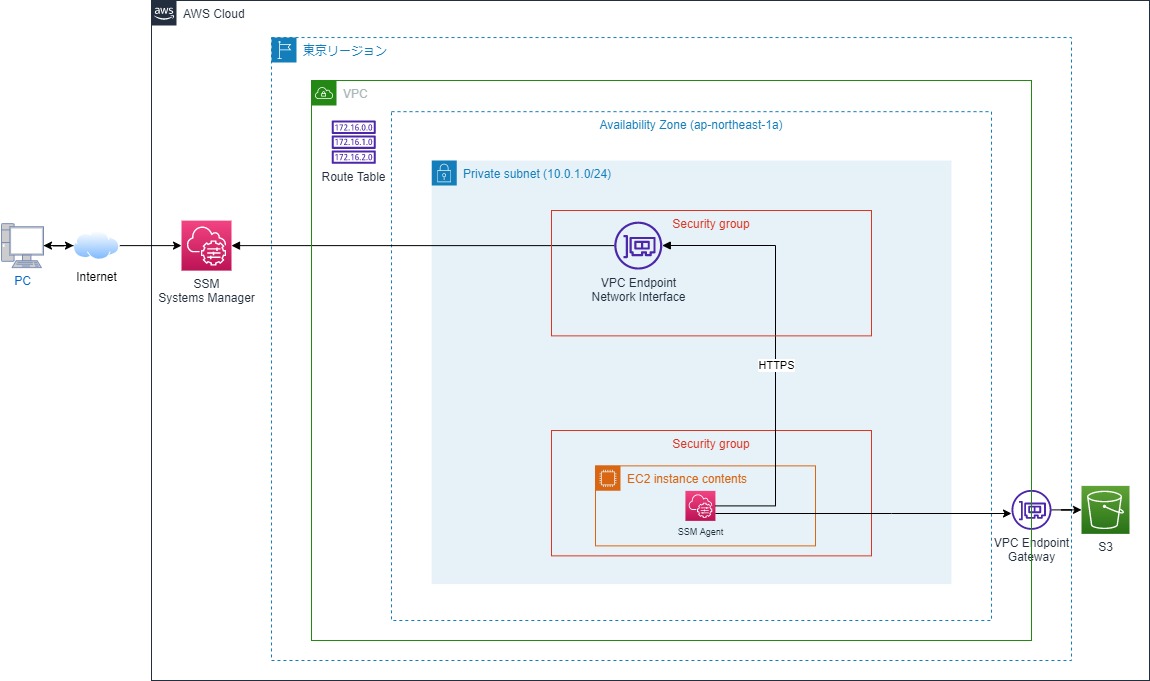 aws
AWS Cloud
東京リージョン
VPC
172.16.0.0
172.16.1.0
172.16.2.0
Route Table
Availability Zone (ap-northeast-1a)
Private subnet (10.0.1.0/24)
Security group
VPC Endpoint
Network Interface
PC
Internet
SSM
Systems Manager
HTTPS
Security group
EC2 instance contents
SSM Agent
VPC Endpoint
Gateway
S3